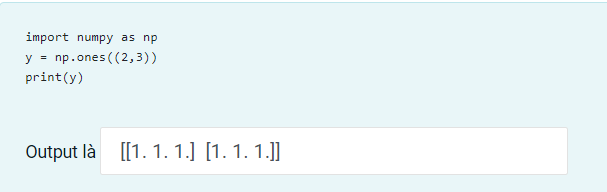 import numpy as np
y = np.ones((2,3))
print(y)
Output là [[1. 1. 1.] [1. 1. 1.]]